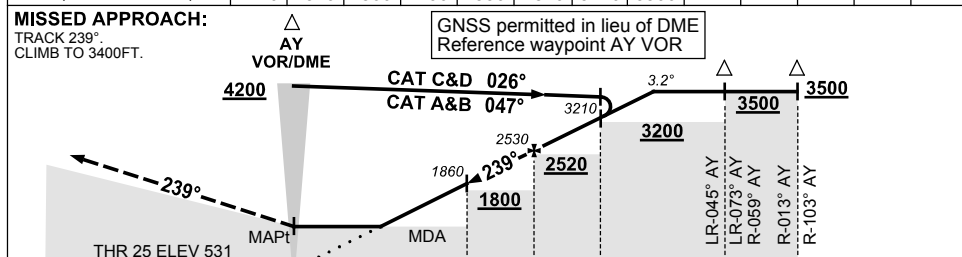 MISSED APPROACH:
TRACK 239°.
CLIMB TO 3400FT.
AY
VOR/DME
GNSS permitted in lieu of DME
Reference waypoint AY VOR
4200
CAT C&D 026°
CAT A&B 047°
3210
3.2°
3500
3500
3200
2530
2520
239°
1860
1800
239°
MAPt
MDA
THR 25 ELEV 531
LR-045° AY
LR-073° AY
R-059° AY
R-013° AY
R-103° AY